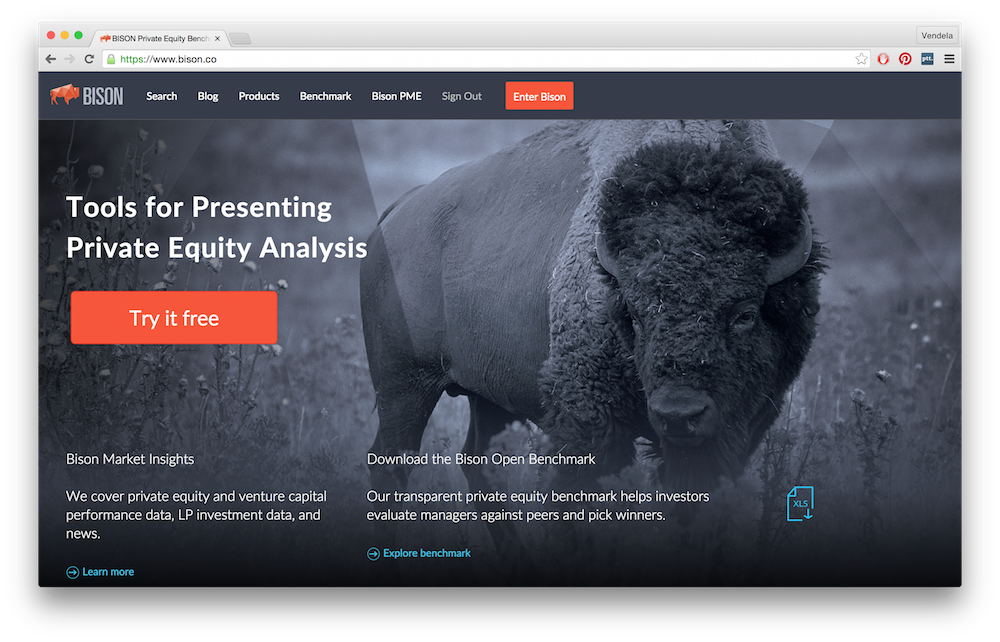 BISON Private Equity Bench
Vendela
https://www.bison.co
ptt.
BISON
Search
Blog
Products
Benchmark
Bison PME
Sign Out
Enter Bison
Tools for Presenting
Private Equity Analysis
Try it free
Bison Market Insights
We cover private equity and venture capital
performance data, LP investment data, and
news.
Learn more
Download the Bison Open Benchmark
Our transparent private equity benchmark helps investors
evaluate managers against peers and pick winners.
Explore benchmark
XLS